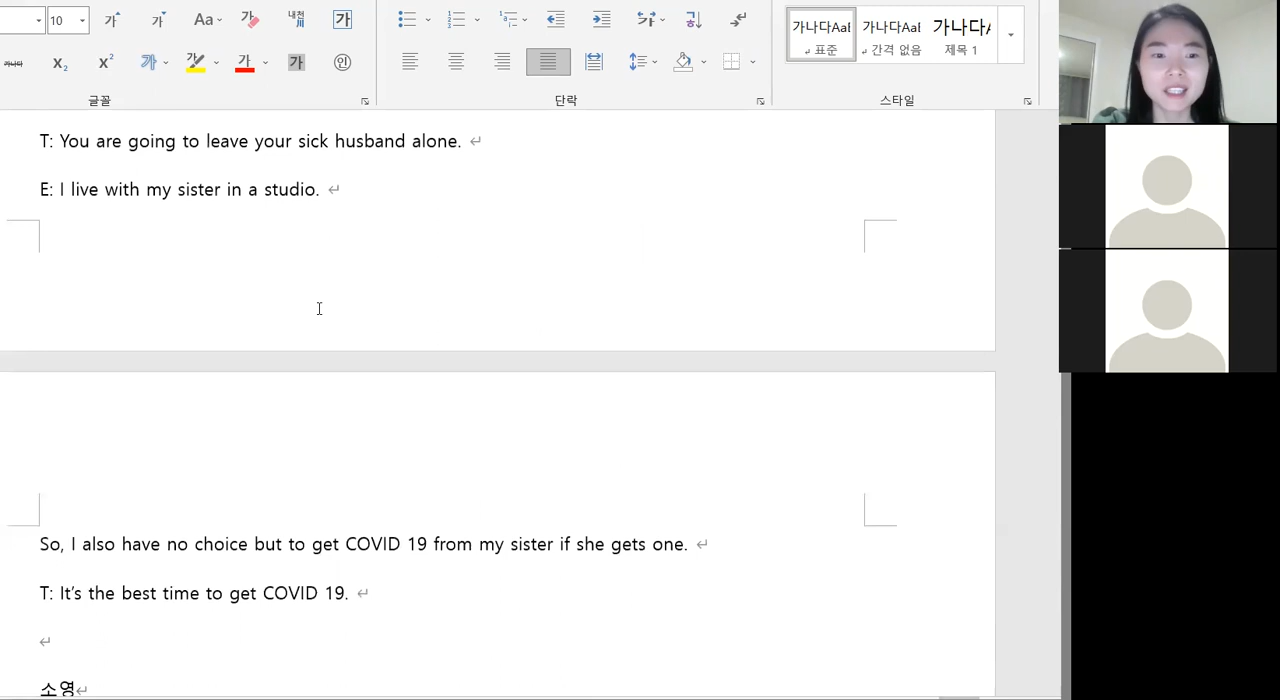 10
가
가
Aa
가
내천
가
가나다
x₂
x²
가
가
가
인
가
글꼴
단락
가나다AaI
가나다AaI
가나다
표준
간격 없음
제목 1
스타일
T: You are going to leave your sick husband alone.
E: I live with my sister in a studio.
So, I also have no choice but to get COVID 19 from my sister if she gets one.
T: It’s the best time to get COVID 19.
소영